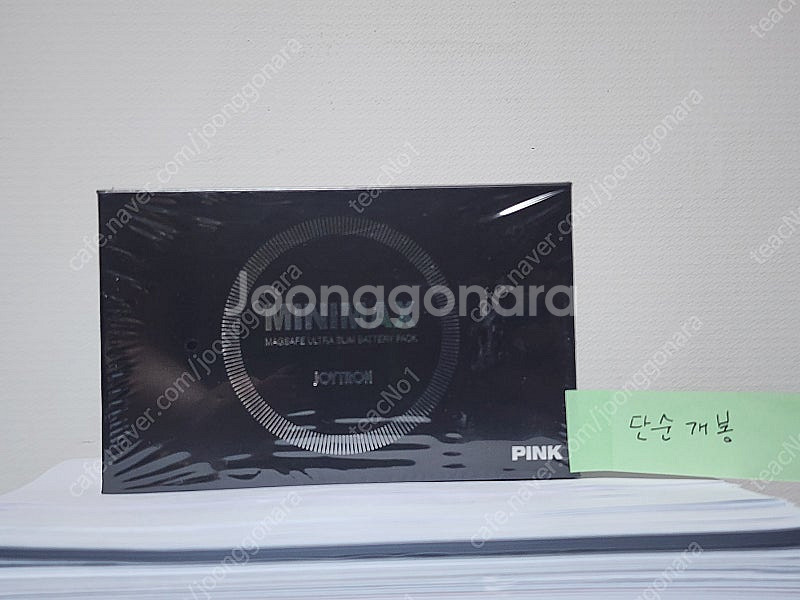 Joonggonara
MAGSAFE ULTRA SLIM BATTERY PACK
JOYTRON
PINK
단순 개봉
cafe.naver.com/joonggonara
teacNo1